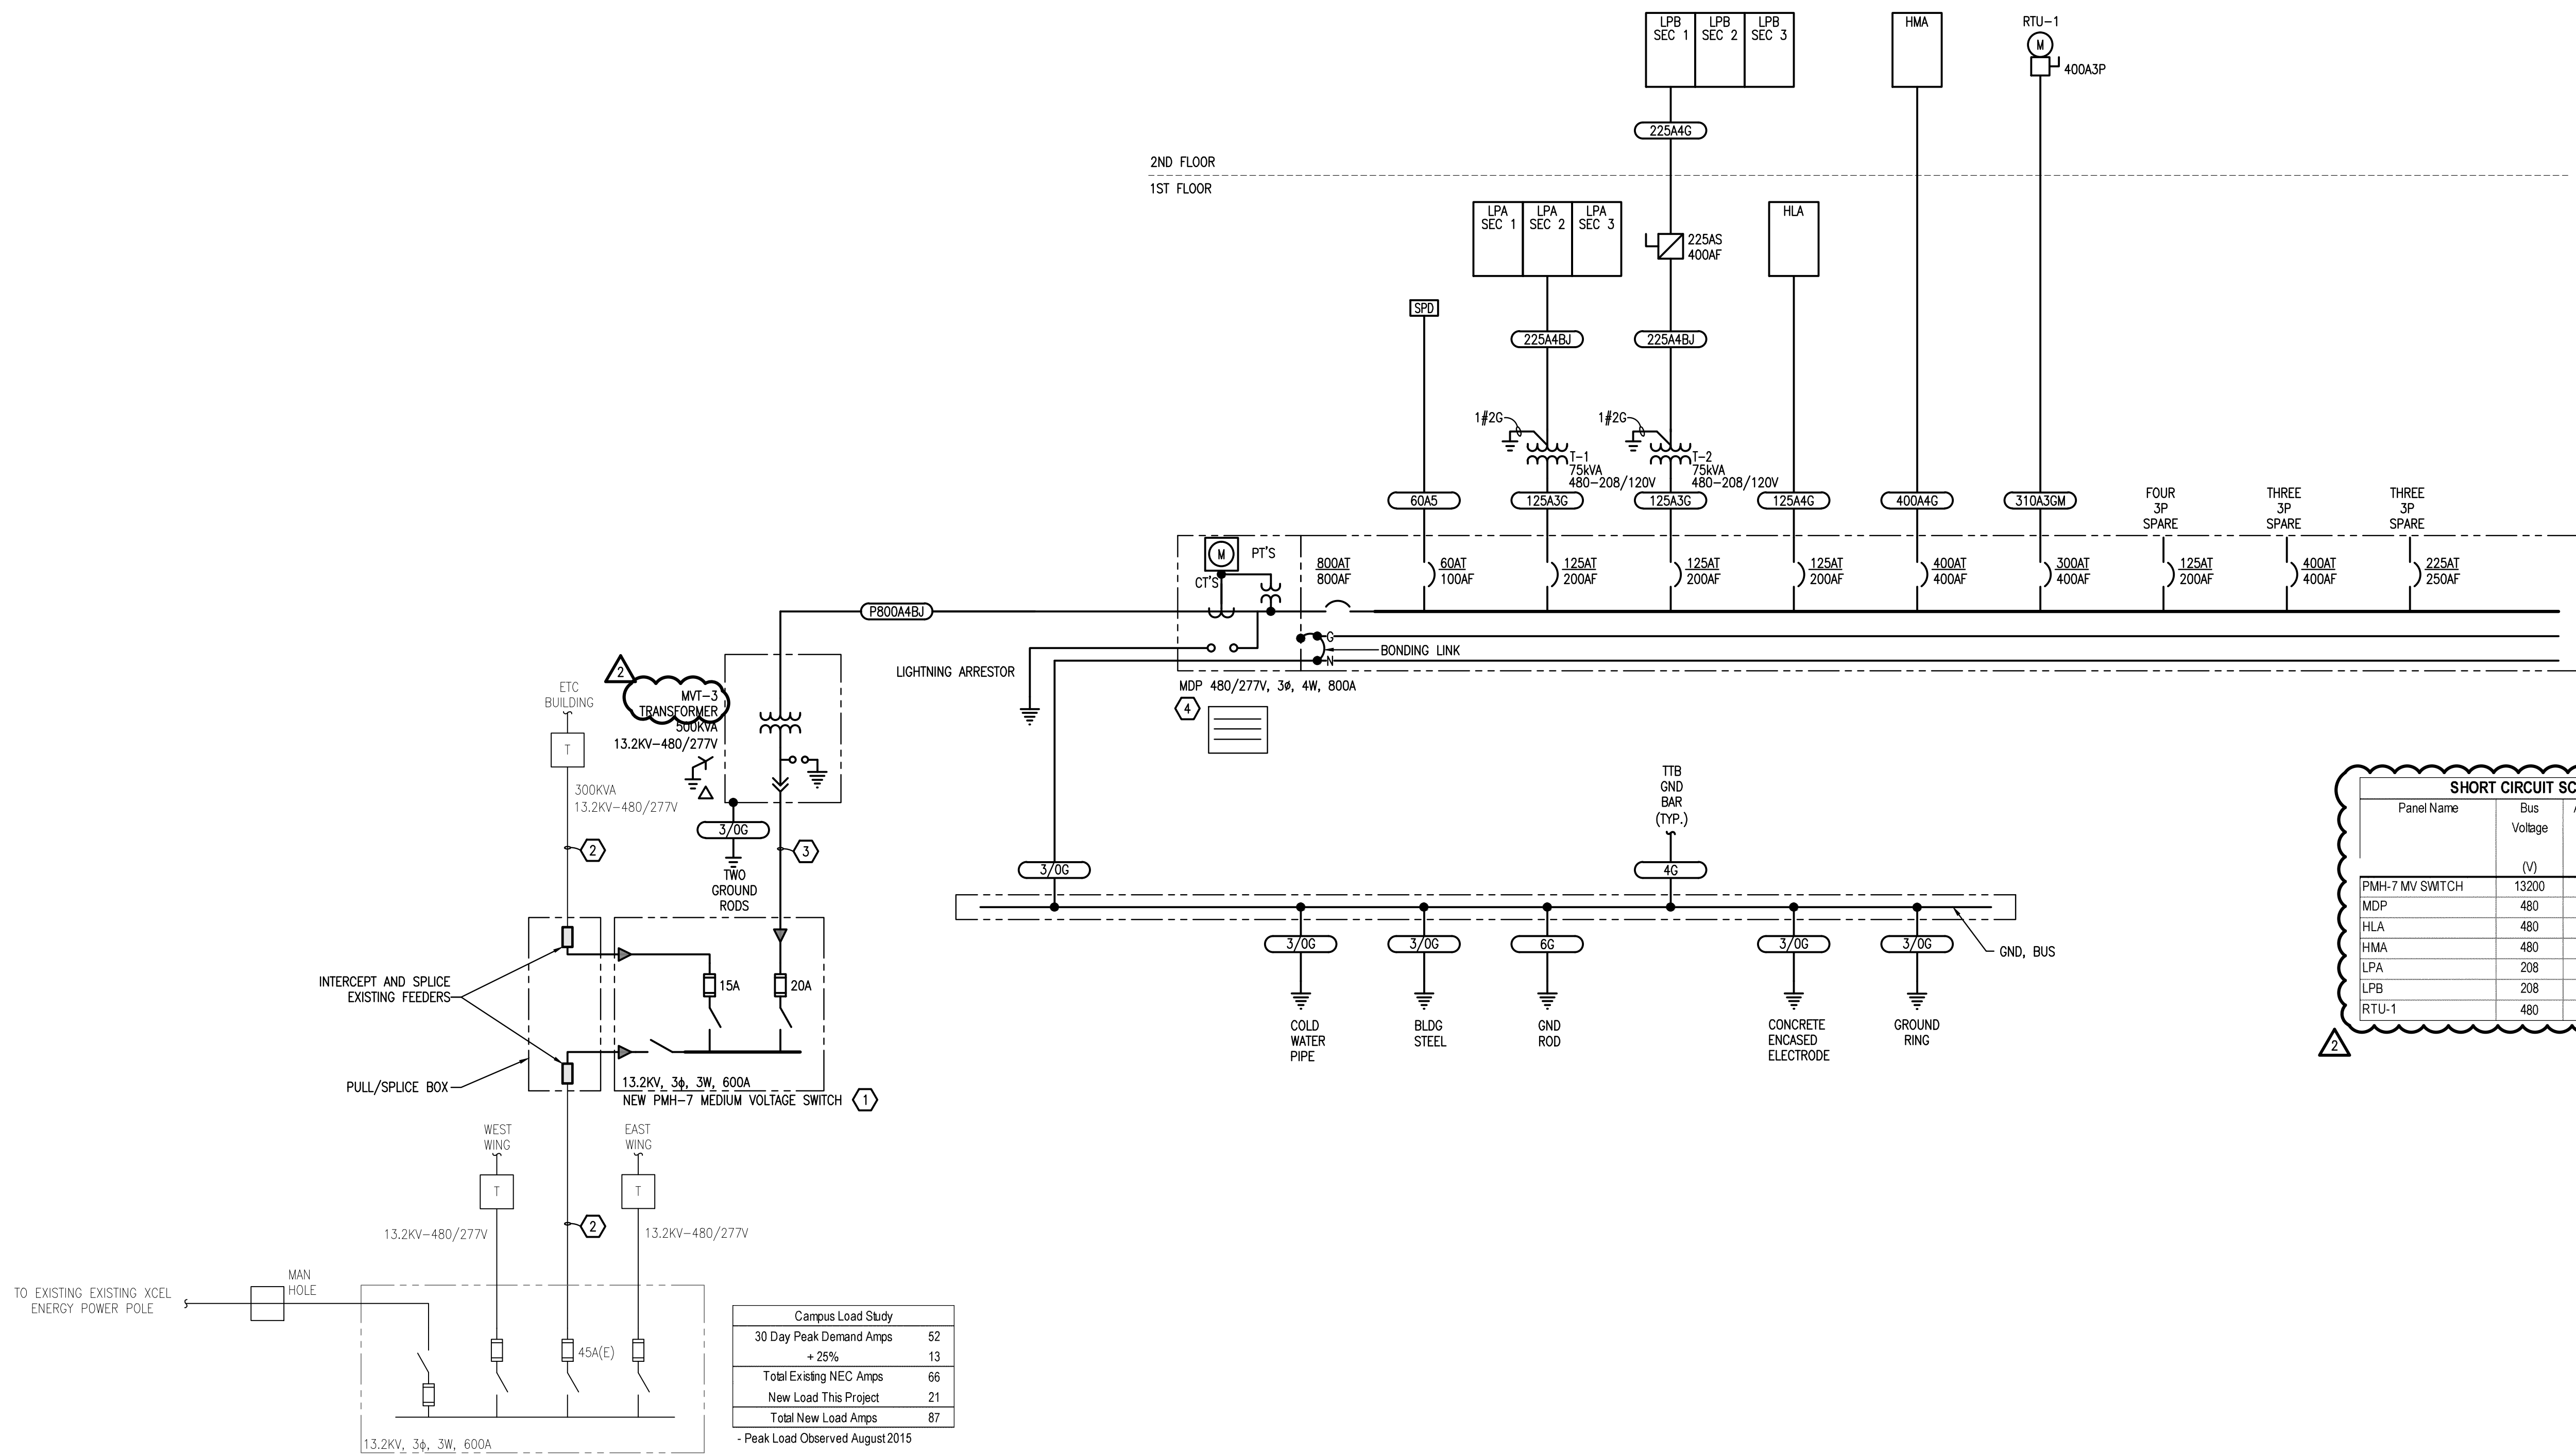 LPB
SEC 1
LPB
SEC 2
LPB
SEC 3
HMA
RTU-1
M
400A3P
225A4G
2ND FLOOR
1ST FLOOR
LPA
SEC 1
LPA
SEC 2
LPA
SEC 3
225AS
400AF
HLA
SPD
225A4BJ
225A4BJ
1#2G
1#2G
T-1
75kVA
480-208/120V
T-2
75kVA
480-208/120V
60A5
125A3G
125A3G
125A4G
400A4G
310A3GM
FOUR
3P
SPARE
THREE
3P
SPARE
THREE
3P
SPARE
M
PT'S
CT'S
800AT
800AF
60AT
100AF
125AT
200AF
125AT
200AF
125AT
200AF
400AT
400AF
300AT
400AF
125AT
200AF
400AT
400AF
225AT
250AF
P800A4BJ
G
BONDING LINK
N
LIGHTNING ARRESTOR
MDP 480/277V, 3ø, 4W, 800A
4
2
MVT-3
TRANSFORMER
500KVA
13.2KV-480/277V
ETC
BUILDING
T
300KVA
13.2KV-480/277V
2
3/0G
TWO
GROUND
RODS
3
TTB
GND
BAR
(TYP.)
3/0G
4G
3/0G
3/0G
6G
3/0G
3/0G
GND, BUS
COLD
WATER
PIPE
BLDG
STEEL
GND
ROD
CONCRETE
ENCASED
ELECTRODE
GROUND
RING
SHORT CIRCUIT SC
Panel Name
Bus
Voltage
(V)
PMH-7 MV SWITCH 13200
MDP 480
HLA 480
HMA 480
LPA 208
LPB 208
RTU-1 480
2
INTERCEPT AND SPLICE
EXISTING FEEDERS
15A
20A
PULL/SPLICE BOX
13.2KV, 3ϕ, 3W, 600A
NEW PMH-7 MEDIUM VOLTAGE SWITCH
1
WEST
WING
EAST
WING
T
T
2
13.2KV-480/277V
13.2KV-480/277V
MAN
HOLE
TO EXISTING EXISTING XCEL
ENERGY POWER POLE
45A(E)
13.2KV, 3ϕ, 3W, 600A
Campus Load Study
30 Day Peak Demand Amps 52
+ 25% 13
Total Existing NEC Amps 66
New Load This Project 21
Total New Load Amps 87
- Peak Load Observed August 2015